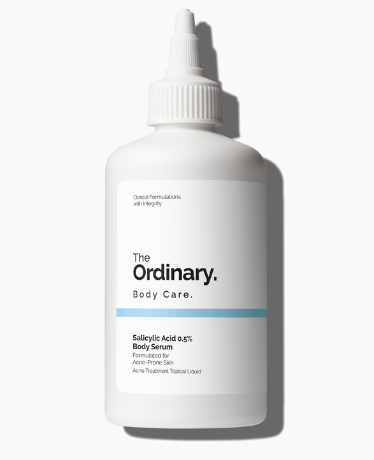 Clinical Formulations
with Integrity.
The
Ordinary.
Body Care.
Salicylic Acid 0.5%
Body Serum
Formulated for
Acne-Prone Skin
Acne Treatment Topical Liquid